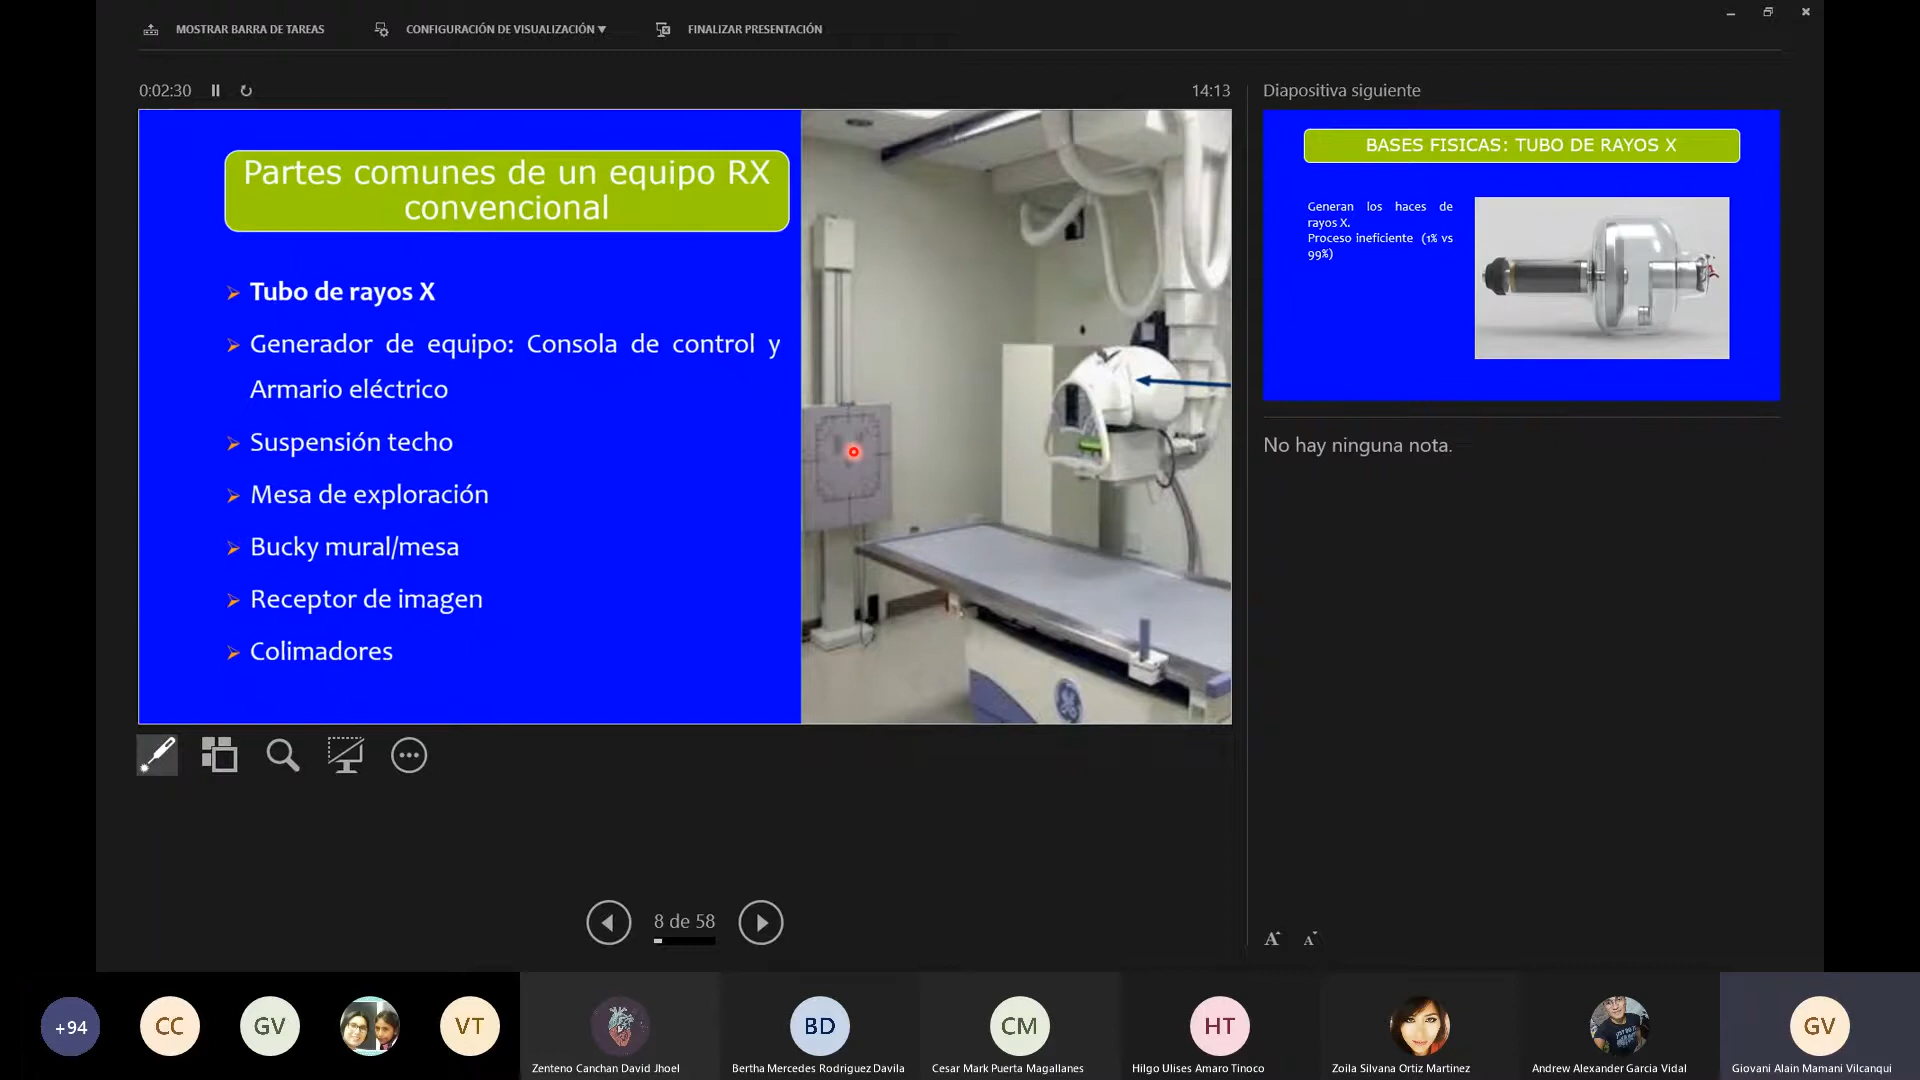 MOSTRAR BARRA DE TAREAS
CONFIGURACIÓN DE VISUALIZACIÓN ▼
FINALIZAR PRESENTACIÓN
0:02:30
14:13
Partes comunes de un equipo RX
convencional
➢ Tubo de rayos X
➢ Generador de equipo: Consola de control y
Armario eléctrico
➢ Suspensión techo
➢ Mesa de exploración
➢ Bucky mural/mesa
➢ Receptor de imagen
➢ Colimadores
8 de 58
Diapositiva siguiente
BASES FISICAS: TUBO DE RAYOS X
Generan los haces de
rayos X.
Proceso ineficiente (1% vs
99%)
No hay ninguna nota.
A A
+94
CC
GV
VT
Zenteno Canchan David Jhoel
BD
Bertha Mercedes Rodriguez Davila
CM
Cesar Mark Puerta Magallanes
HT
Hilgo Ulises Amaro Tinoco
Zoila Silvana Ortiz Martinez
Andrew Alexander Garcia Vidal
GV
Giovani Alain Mamani Vilcanqui